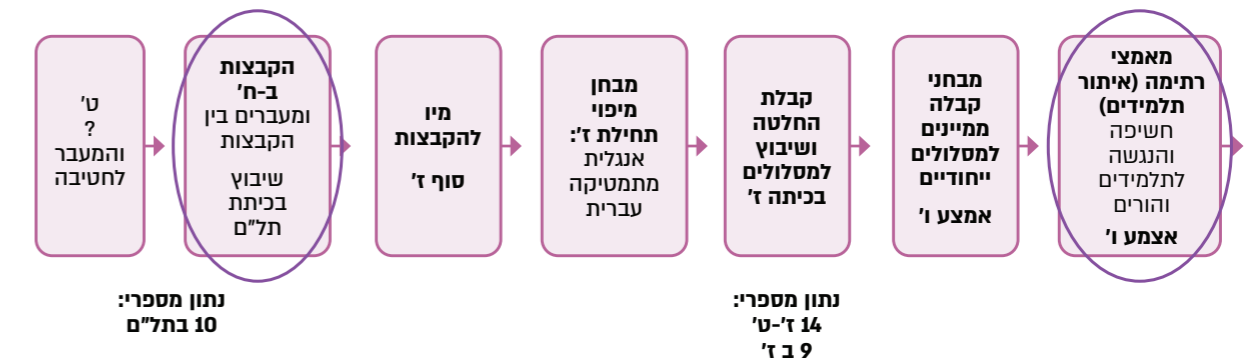 מאמצי
רתימה (איתור
תלמידים)
חשיפה
והנגשה
לתלמידים
והורים
אצמע ו'
מבחני
קבלה
ממיינים
למסלולים
ייחודיים
אמצע ו'
קבלת
החלטה
ושיבוץ
למסלולים
בכיתה ז'
מבחן
מיפוי
תחילת ז':
אנגלית
מתמטיקה
עברית
מיו
להקבצות
סוף ז'
הקבצות
ב-ח'
ומעברים בין
הקבצות
שיבוץ
בכיתת
תל"ם
ט'
?
והמעבר
לחטיבה
נתון מספרי:
14 ז'-ט'
9 ב ז'
נתון מספרי:
10 בתל"ם